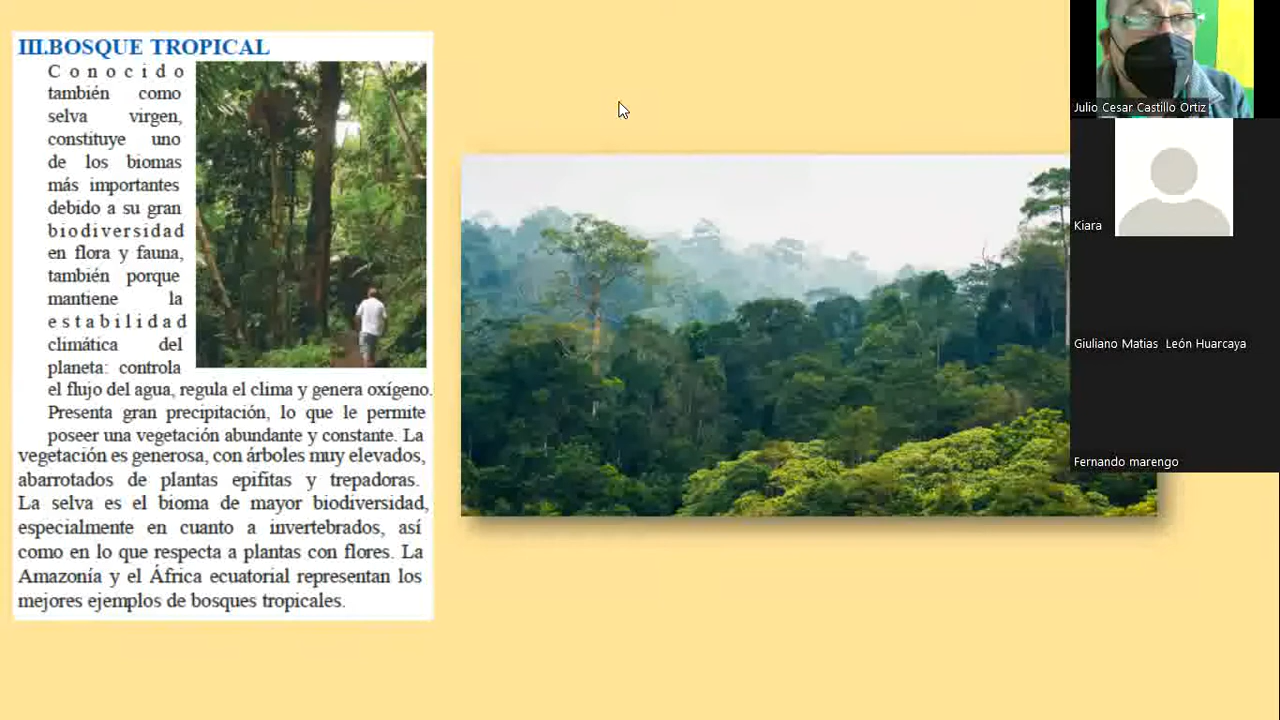 III.BOSQUE TROPICAL
Conocido
también como
selva virgen,
constituye uno
de los biomas
más importantes
debido a su gran
biodiversidad
en flora y fauna,
también porque
mantiene la
estabilidad
climática del
planeta: controla
el flujo del agua, regula el clima y genera oxígeno.
Presenta gran precipitación, lo que le permite
poseer una vegetación abundante y constante. La
vegetación es generosa, con árboles muy elevados,
abarrotados de plantas epifitas y trepadoras.
La selva es el bioma de mayor biodiversidad,
especialmente en cuanto a invertebrados, así
como en lo que respecta a plantas con flores. La
Amazonía y el África ecuatorial representan los
mejores ejemplos de bosques tropicales.
Julio Cesar Castillo Ortiz
Kiara
Giuliano Matias León Huarcaya
Fernando marengo